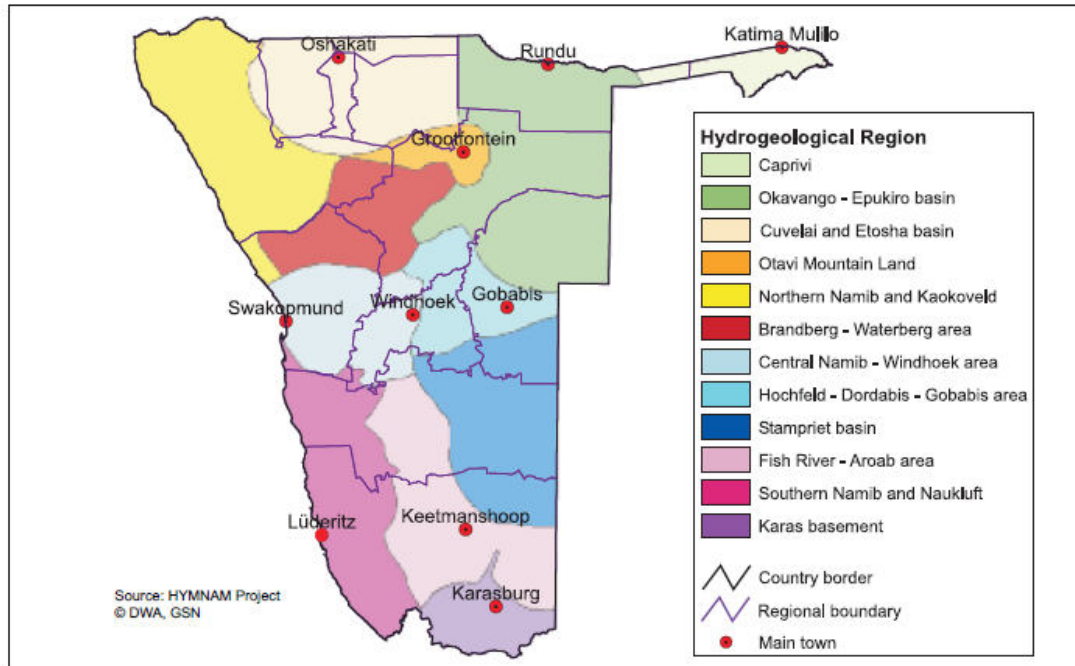 Oshakati
Rundu
Katima Mulilo
Grootfontein
Swakopmund
Windhoek
Gobabis
Lüderitz
Keetmanshoop
Karasburg
Source: HYMNAM Project
© DWA, GSN
Hydrogeological Region
Caprivi
Okavango - Epukiro basin
Cuvelai and Etosha basin
Otavi Mountain Land
Northern Namib and Kaokoveld
Brandberg - Waterberg area
Central Namib - Windhoek area
Hochfeld - Dordabis - Gobabis area
Stampriet basin
Fish River - Aroab area
Southern Namib and Naukluft
Karas basement
Country border
Regional boundary
Main town